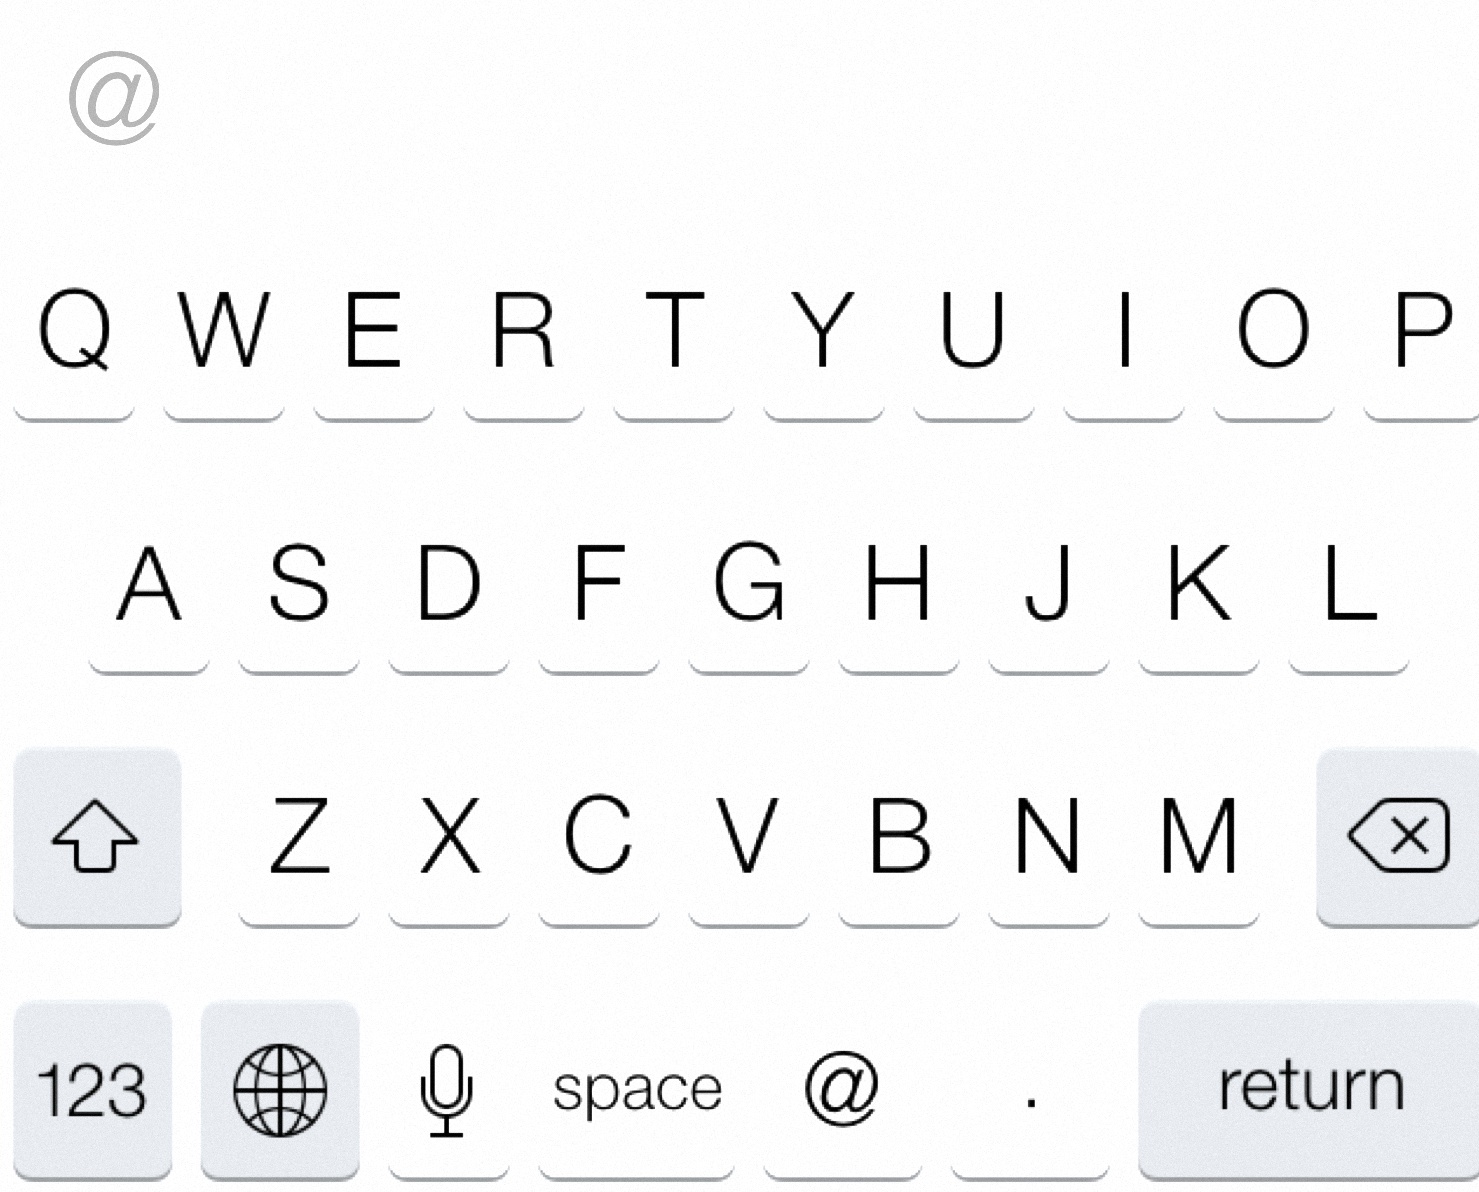 @
Q W E R T Y U I O P
A S D F G H J K L
Z X C V B N M
123 space @ . return